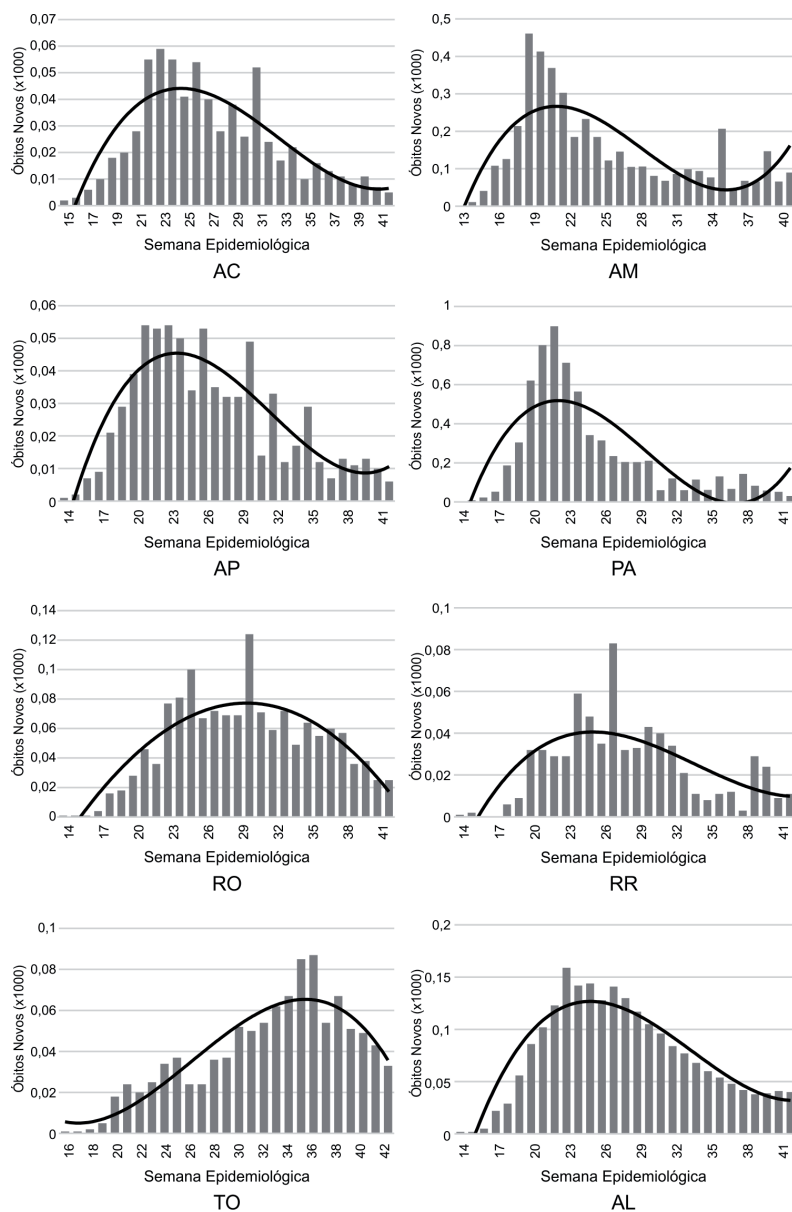 0,07
0,06
0,05
0,04
0,03
0,02
0,01
0
Óbitos Novos (x1000)
15 17 19 21 23 25 27 29 31 33 35 37 39 41
Semana Epidemiológica
AC
0,5
0,4
0,3
0,2
0,1
0
Óbitos Novos (x1000)
13 16 19 22 25 28 31 35 37 40
Semana Epidemiológica
AM
0,06
0,05
0,04
0,03
0,02
0,01
0
Óbitos Novos (x1000)
14 17 20 23 26 29 32 35 38 41
Semana Epidemiológica
AP
1
0,8
0,6
0,4
0,2
0
Óbitos Novos (x1000)
14 17 20 23 26 29 32 35 38 41
Semana Epidemiológica
PA
0,14
0,12
0,1
0,08
0,06
0,04
0,02
0
Óbitos Novos (x1000)
14 17 20 23 26 29 32 35 38 41
Semana Epidemiológica
RO
0,1
0,08
0,06
0,04
0,02
0
Óbitos Novos (x1000)
14 17 20 23 26 29 32 35 38 41
Semana Epidemiológica
RR
0,1
0,08
0,06
0,04
0,02
0
Óbitos Novos (x1000)
16 18 20 22 24 26 28 30 32 34 36 38 40 42
Semana Epidemiológica
TO
0,2
0,15
0,1
0,05
0
Óbitos Novos (x1000)
14 17 20 23 26 29 32 35 38 41
Semana Epidemiológica
AL